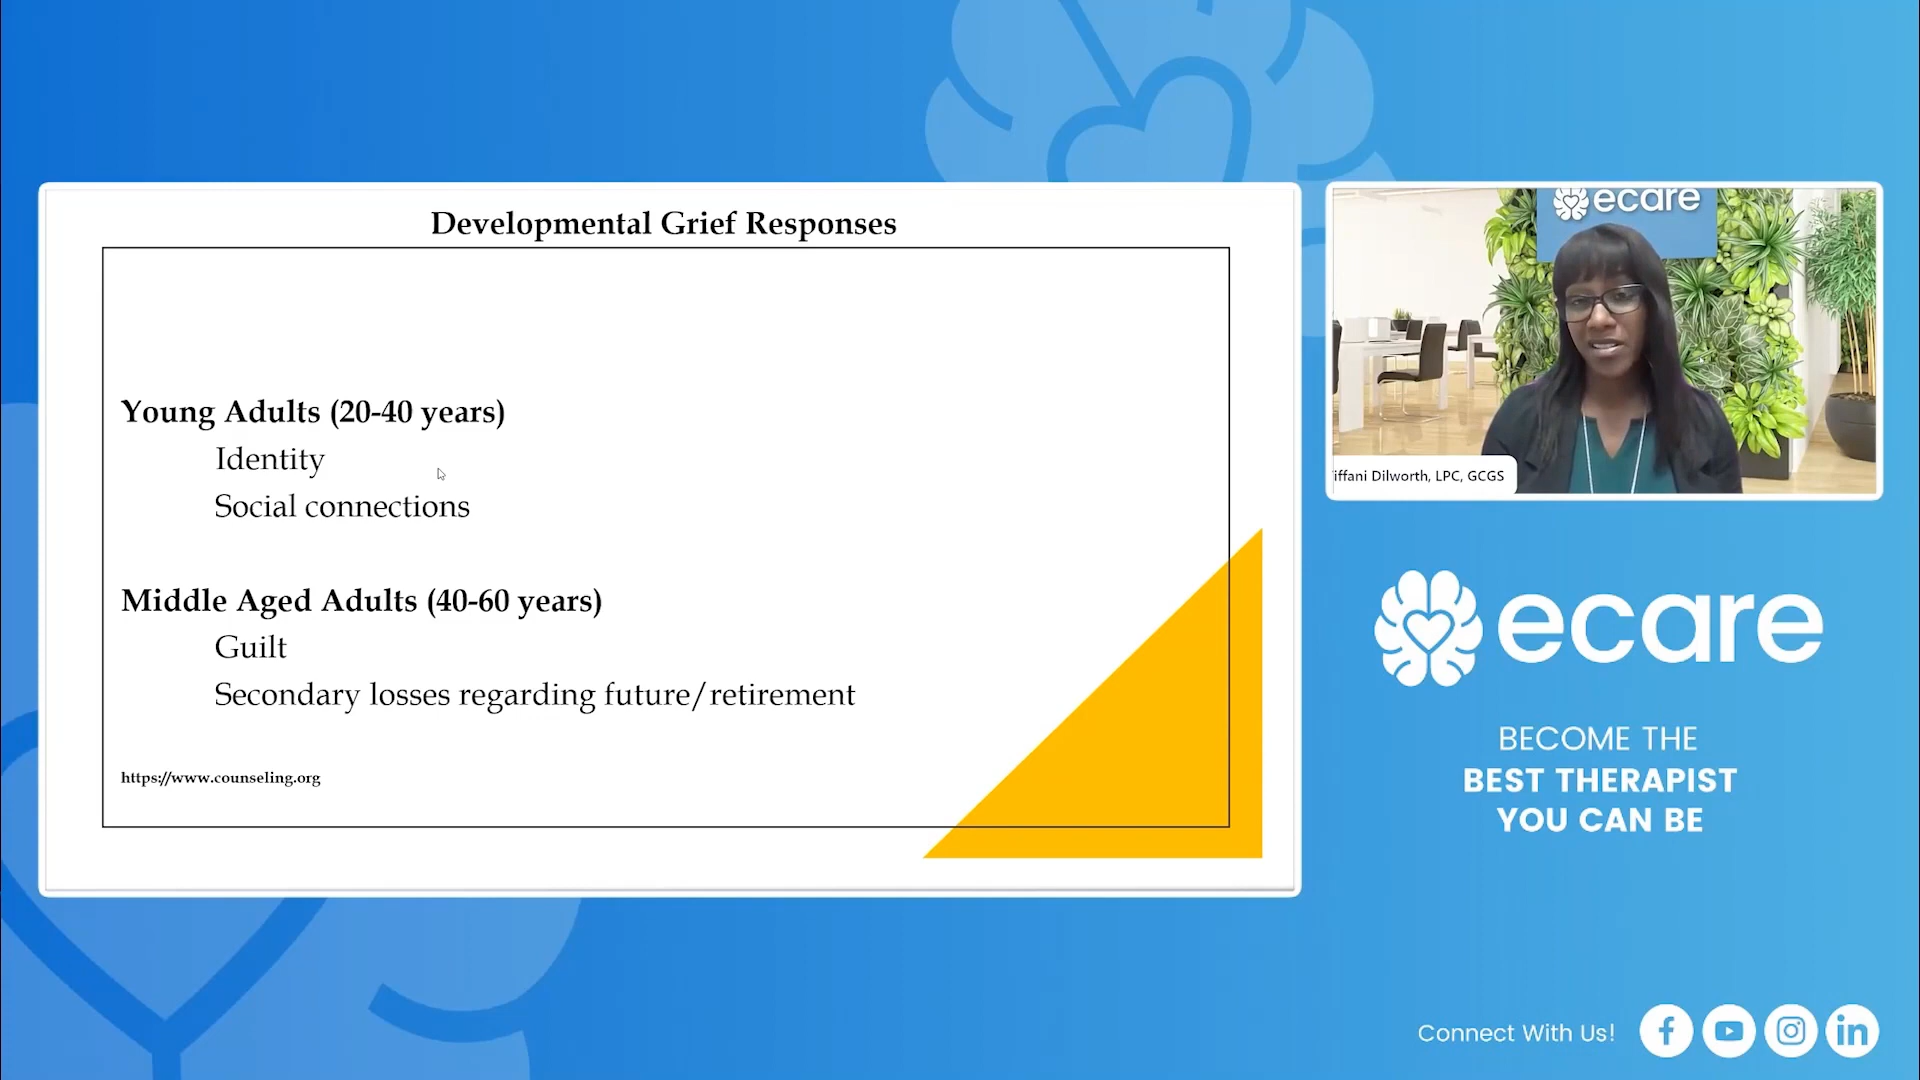 Developmental Grief Responses
Young Adults (20-40 years)
Identity
Social connections
Middle Aged Adults (40-60 years)
Guilt
Secondary losses regarding future/retirement
https://www.counseling.org
ecare
iffani Dilworth, LPC, GCGS
ecare
BECOME THE
BEST THERAPIST
YOU CAN BE
Connect With Us!